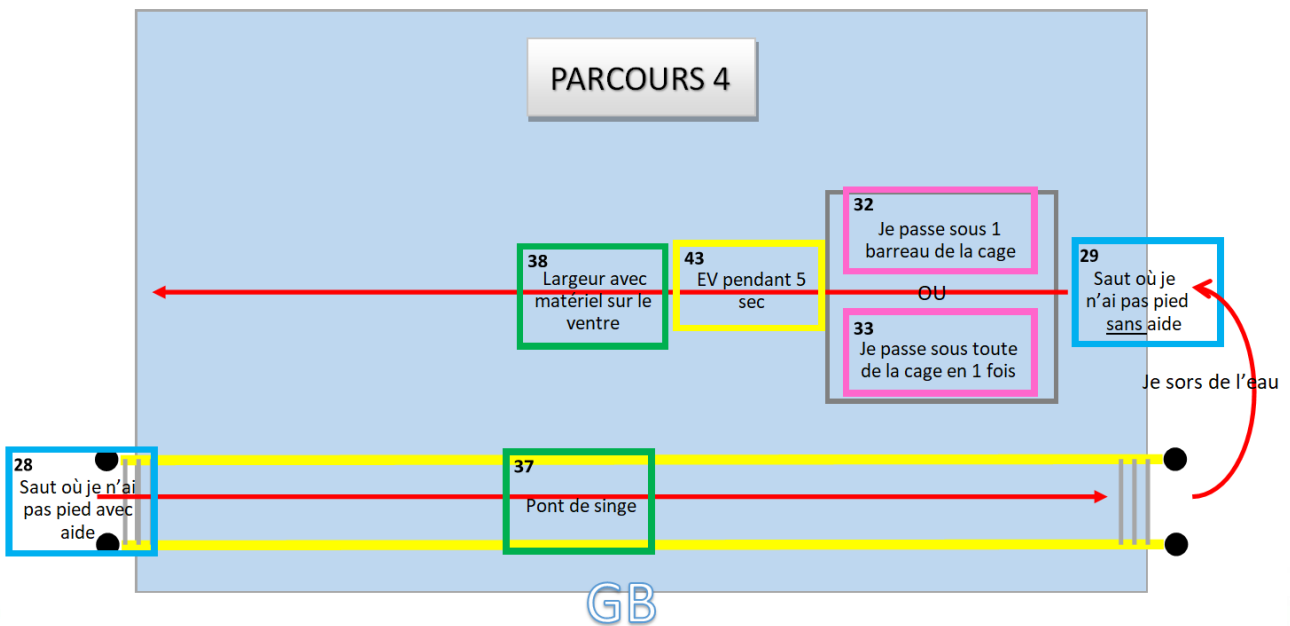 PARCOURS 4
32
Je passe sous 1
barreau de la cage
38
Largeur avec
matériel sur le
ventre
43
EV pendant 5
sec
OU
29
Saut où je
n'ai pas pied
sans aide
33
Je passe sous toute
de la cage en 1 fois
Je sors de l'eau
28
Saut où je n'ai
pas pied avec
aide
37
Pont de singe
GB